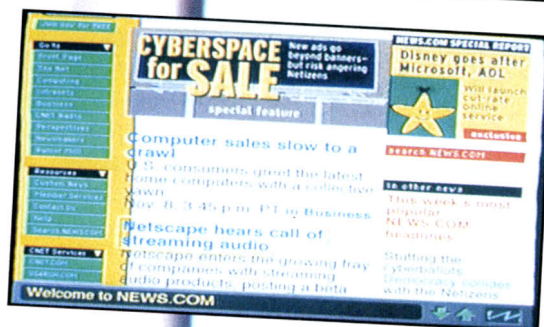 Join now for FREE
Go to
Front Page
The Net
Computing
Intranets
Business
CNET Radio
Perspectives
Newsmakers
Rumor Mill
Resources
Custom News
Member Services
Contact Us
Help
Search NEWS.COM
CNET Services
CNET.COM
CYBERSPACE
for SALE
New ads go
beyond banners--
but risk angering
Netizens
special feature
Computer sales slow to a
crawl
U.S. consumers greet the latest
home computers with a collective
yawn.
Nov. 8, 3:45 p.m. PT in Business
Netscape hears call of
streaming audio
Netscape enters the growing fray
of companies with streaming
audio products, posting a beta
NEWS.COM SPECIAL REPORT
Disney goes after
Microsoft, AOL
Will launch
cut-rate
online
service
exclusive
search NEWS.COM
in other news
This week's most
popular
NEWS.COM
headlines
Stuffing the
cyberballots
Democracy collides
with the Netizens
Welcome to NEWS.COM